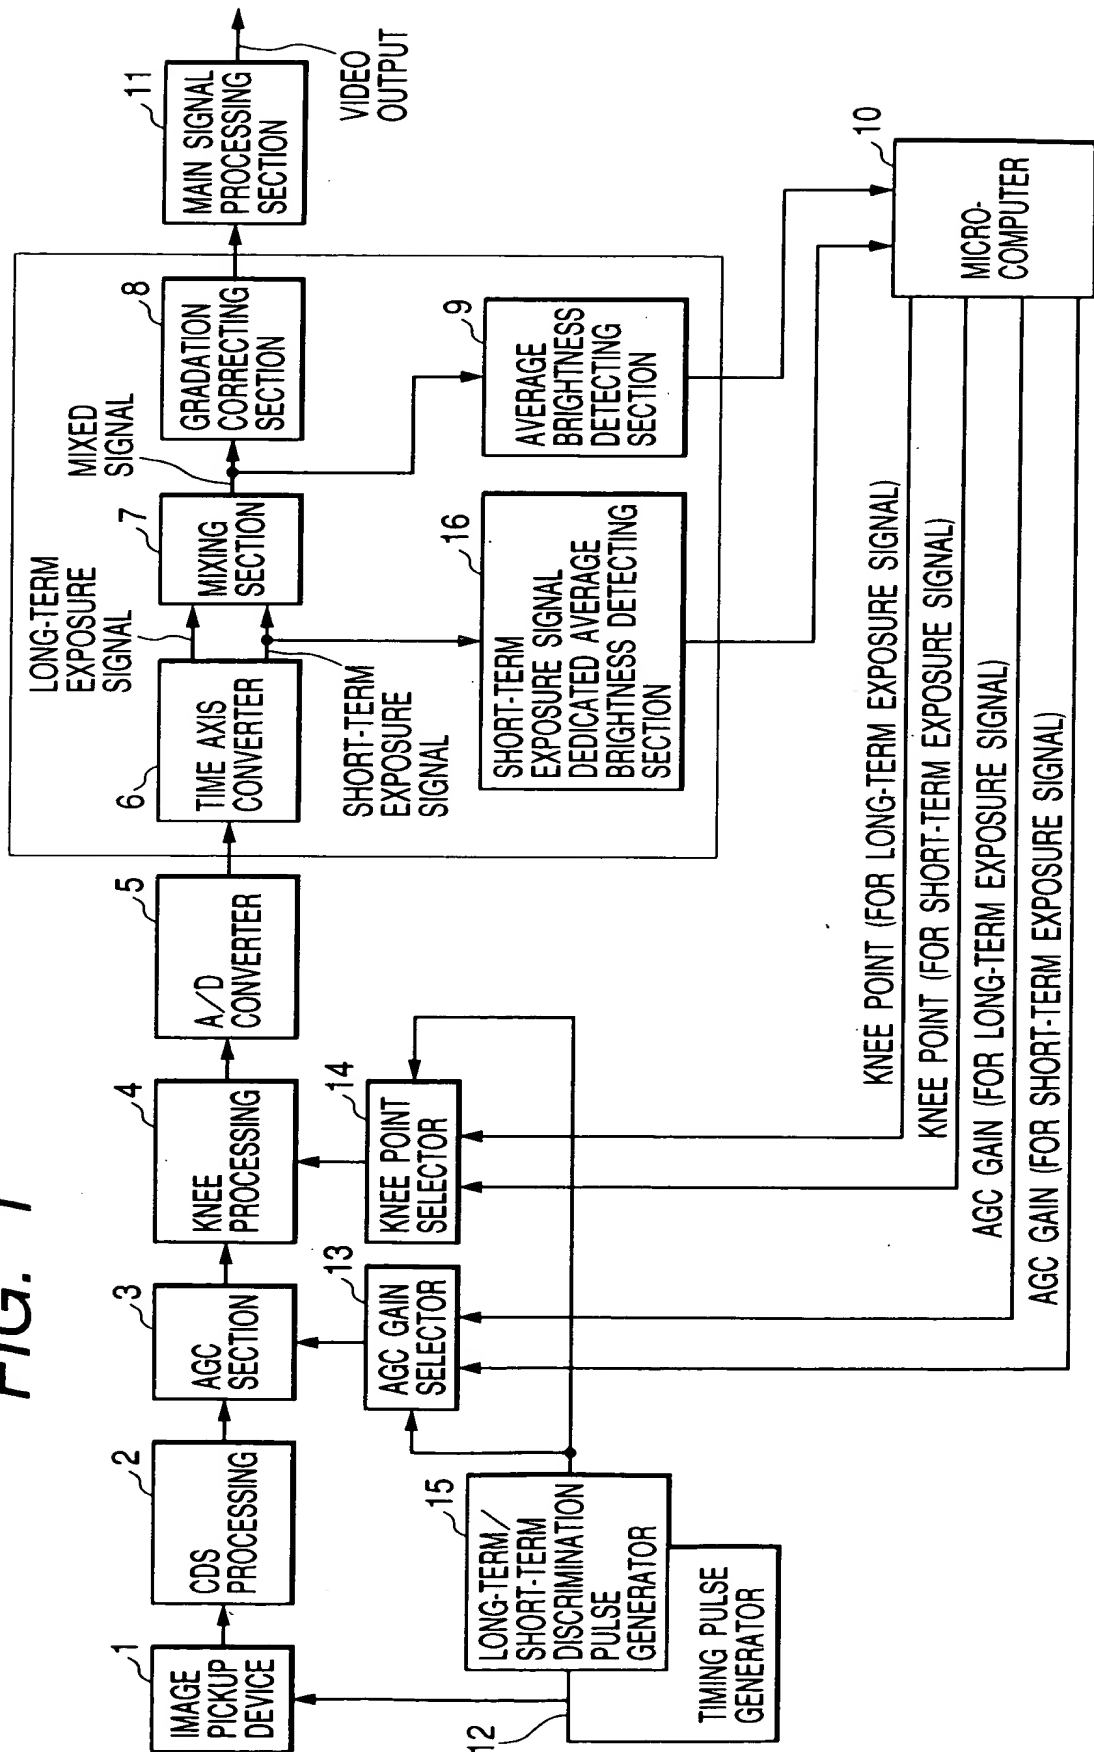 FIG. 1
1
IMAGE
PICKUP
DEVICE
2
CDS
PROCESSING
3
AGC
SECTION
4
KNEE
PROCESSING
5
A/D
CONVERTER
6
TIME AXIS
CONVERTER
LONG-TERM
EXPOSURE
SIGNAL
SHORT-TERM
EXPOSURE
SIGNAL
7
MIXING
SECTION
MIXED
SIGNAL
8
GRADATION
CORRECTING
SECTION
11
MAIN SIGNAL
PROCESSING
SECTION
VIDEO
OUTPUT
13
AGC GAIN
SELECTOR
14
KNEE POINT
SELECTOR
16
SHORT-TERM
EXPOSURE SIGNAL
DEDICATED AVERAGE
BRIGHTNESS DETECTING
SECTION
9
AVERAGE
BRIGHTNESS
DETECTING
SECTION
12
15
LONG-TERM/
SHORT-TERM
DISCRIMINATION
PULSE
GENERATOR
TIMING PULSE
GENERATOR
10
MICRO-
COMPUTER
KNEE POINT (FOR LONG-TERM EXPOSURE SIGNAL)
KNEE POINT (FOR SHORT-TERM EXPOSURE SIGNAL)
AGC GAIN (FOR LONG-TERM EXPOSURE SIGNAL)
AGC GAIN (FOR SHORT-TERM EXPOSURE SIGNAL)